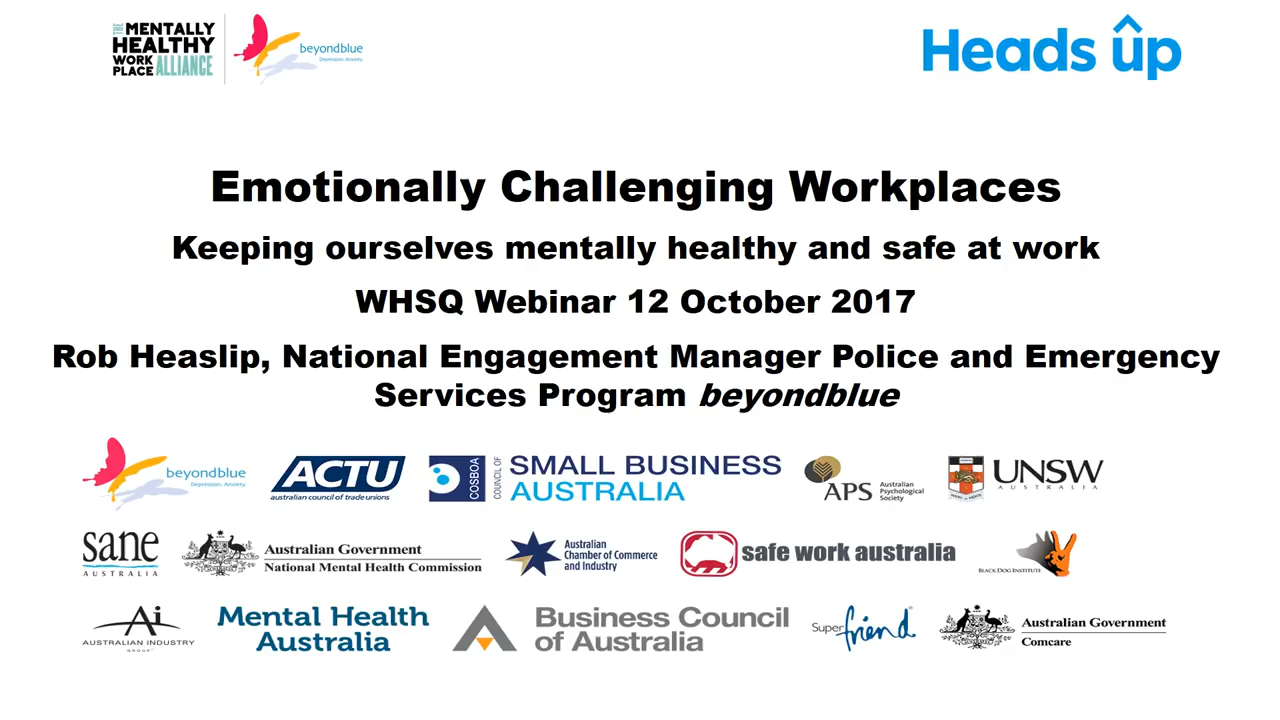 THE MENTALLY
HEALTHY
WORK
PLACE ALLIANCE
beyondblue
Depression. Anxiety.
Heads Up
Emotionally Challenging Workplaces
Keeping ourselves mentally healthy and safe at work
WHSQ Webinar 12 October 2017
Rob Heaslip, National Engagement Manager Police and Emergency
Services Program beyondblue
beyondblue
Depression. Anxiety.
ACTU
australian council of trade unions
COSBOA
COUNCIL OF
SMALL BUSINESS
AUSTRALIA
APS
Australian
Psychological
Society
UNSW
AUSTRALIA
sane
AUSTRALIA
Australian Government
National Mental Health Commission
Australian
Chamber of Commerce
and Industry
safe work australia
BLACK DOG INSTITUTE
Ai
AUSTRALIAN INDUSTRY
GROUP
Mental Health
Australia
Business Council
of Australia
Super friend
Australian Government
Comcare